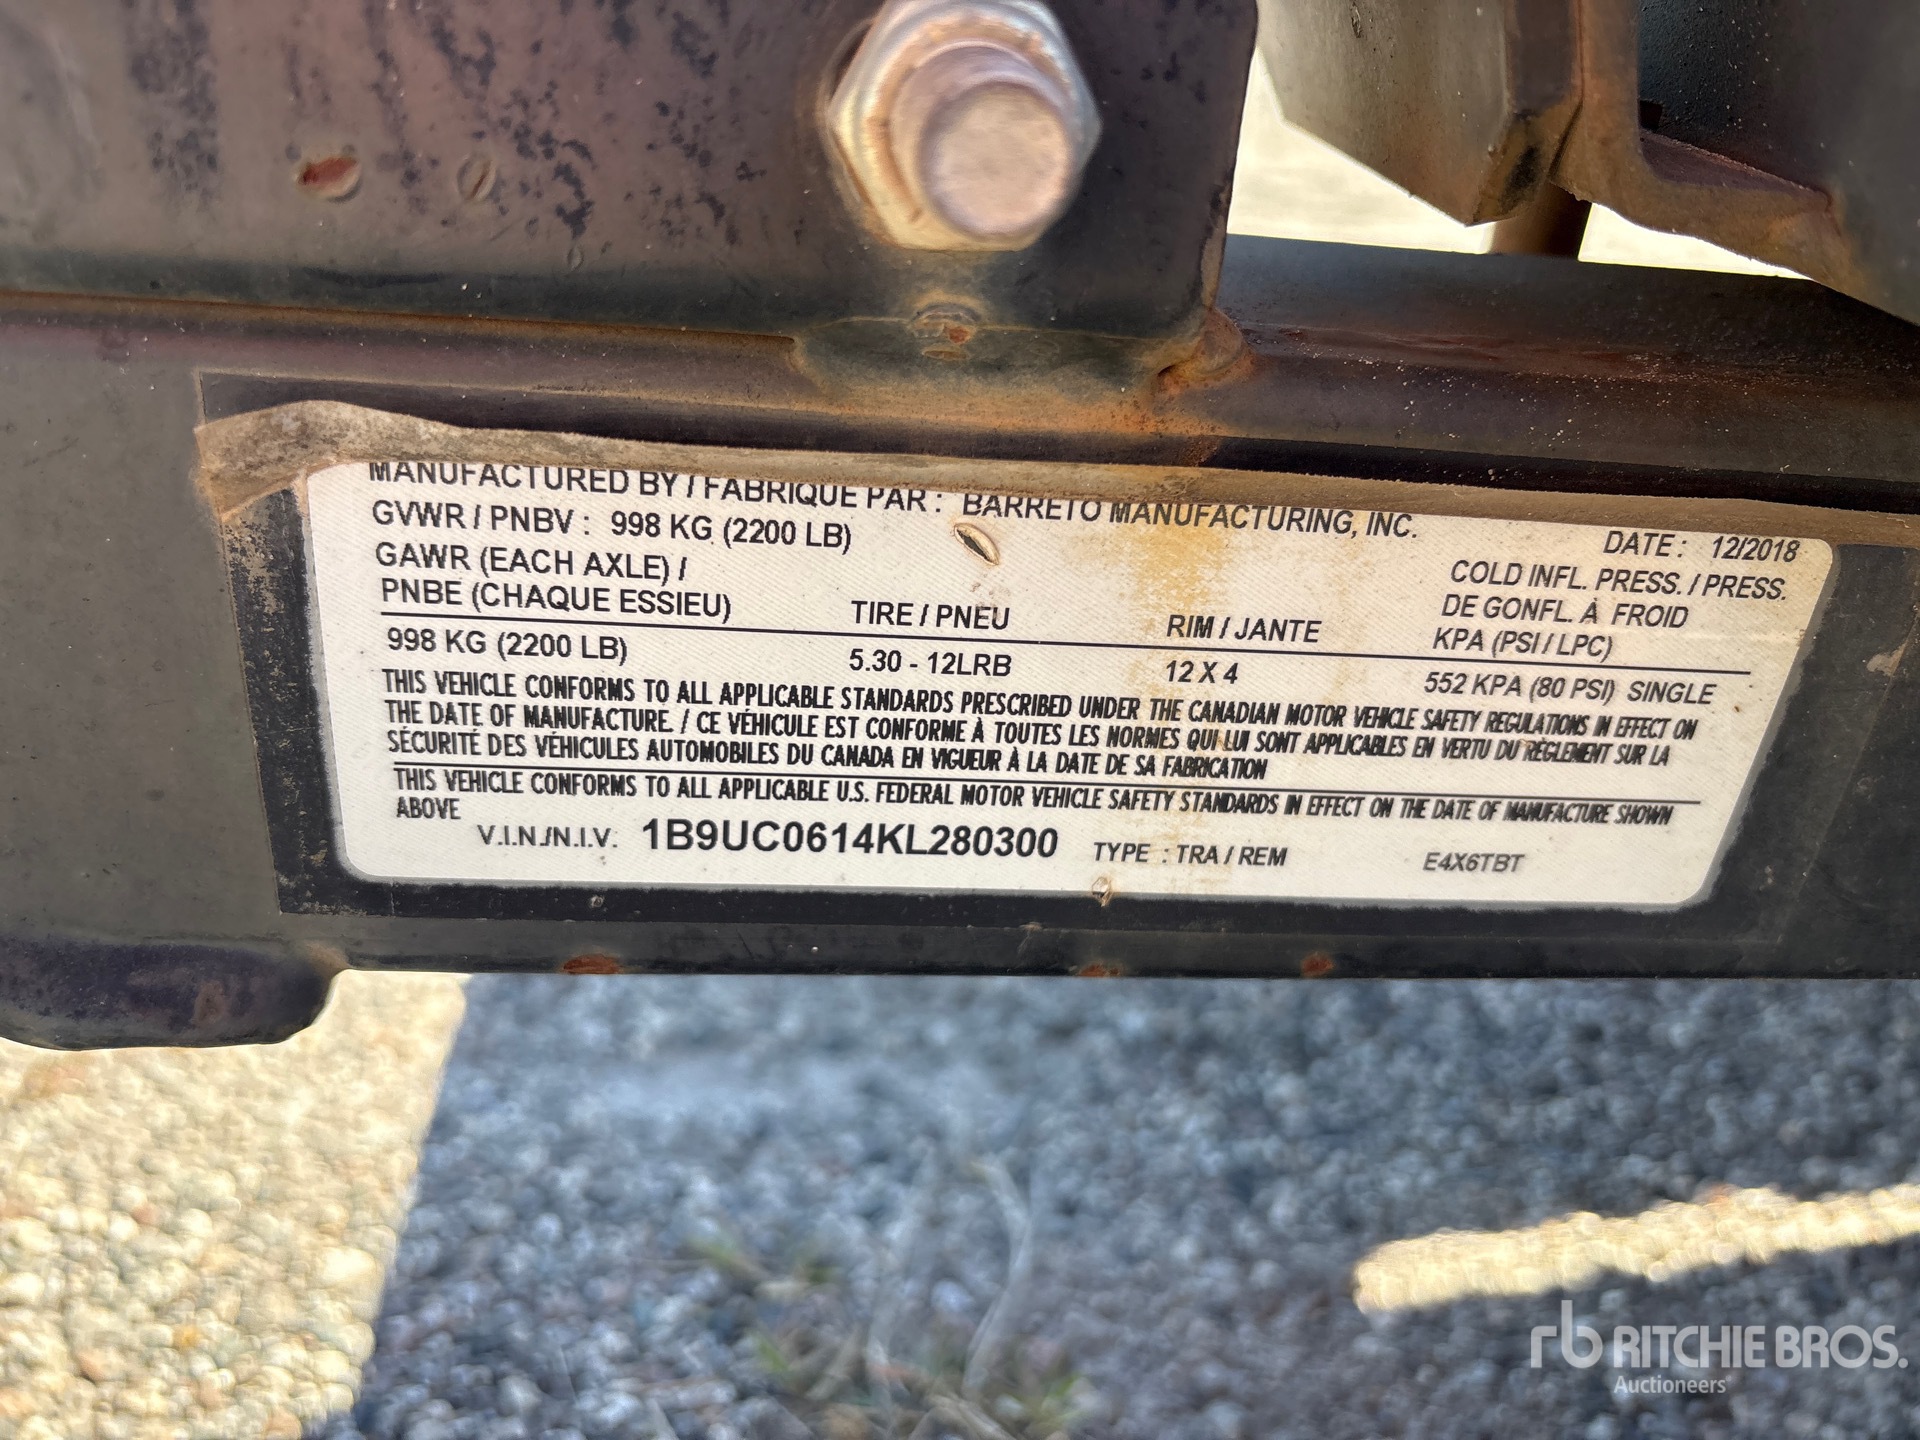 MANUFACTURED BY / FABRIQUE PAR : BARRETO MANUFACTURING, INC.
GVWR / PNBV : 998 KG (2200 LB)
DATE : 12/2018
GAWR (EACH AXLE) /
PNBE (CHAQUE ESSIEU)
TIRE / PNEU
RIM / JANTE
COLD INFL. PRESS. / PRESS.
DE GONFL. À FROID
KPA (PSI / LPC)
998 KG (2200 LB)
5.30 - 12LRB
12 X 4
552 KPA (80 PSI) SINGLE
THIS VEHICLE CONFORMS TO ALL APPLICABLE STANDARDS PRESCRIBED UNDER THE CANADIAN MOTOR VEHICLE SAFETY REGULATIONS IN EFFECT ON
THE DATE OF MANUFACTURE. / CE VÉHICULE EST CONFORME À TOUTES LES NORMES QUI LUI SONT APPLICABLES EN VERTU DU RÈGLEMENT SUR LA
SÉCURITÉ DES VÉHICULES AUTOMOBILES DU CANADA EN VIGUEUR À LA DATE DE SA FABRICATION
THIS VEHICLE CONFORMS TO ALL APPLICABLE U.S. FEDERAL MOTOR VEHICLE SAFETY STANDARDS IN EFFECT ON THE DATE OF MANUFACTURE SHOWN
ABOVE
V.I.N./N.I.V. 1B9UC0614KL280300
TYPE : TRA / REM
E4X6TBT
rb RITCHIE BROS.
Auctioneers